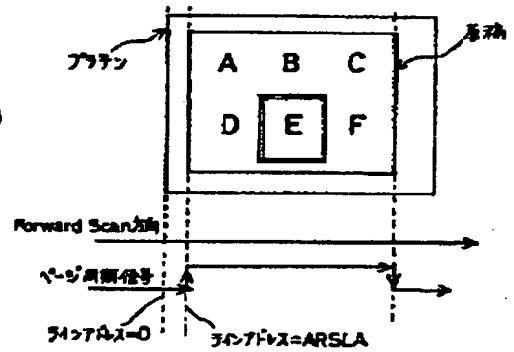 プラテン
原稿
A B C
D E F
Forward Scan方向
ページ同期信号
ラインアドレス=0
ラインアドレス=ARSLA